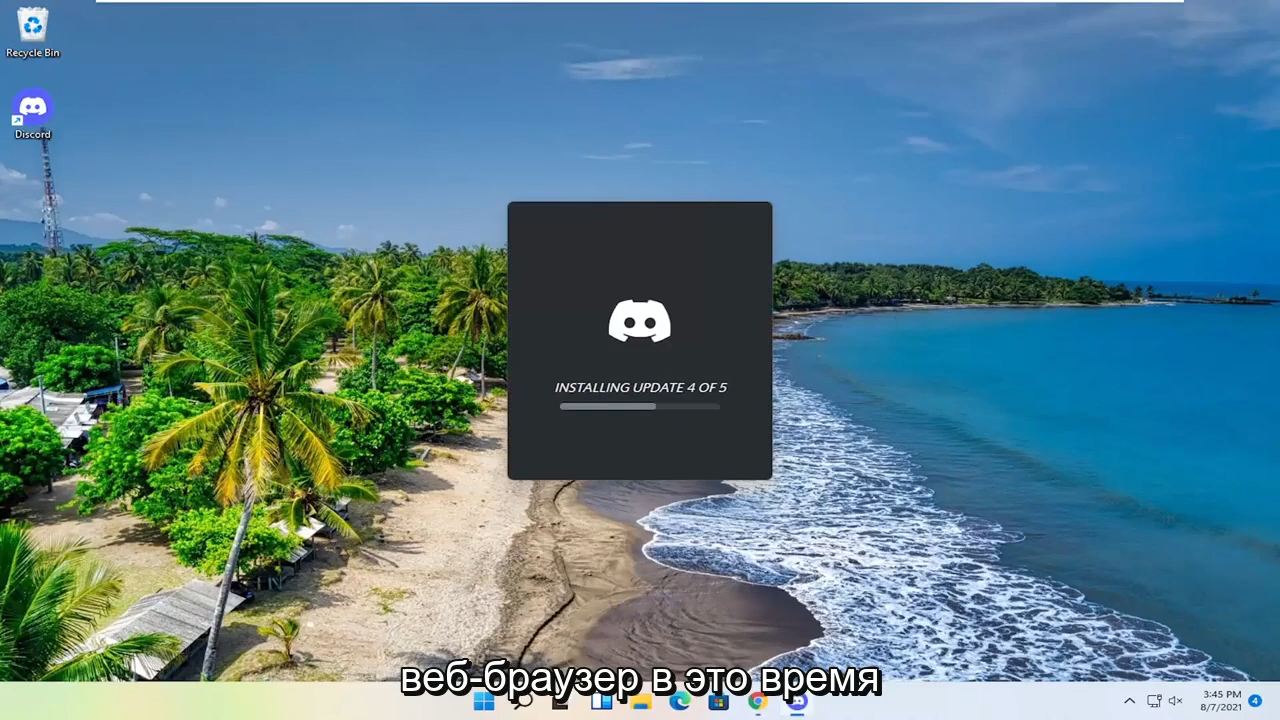 Recycle Bin
Discord
INSTALLING UPDATE 4 OF 5
веб-браузер в это время
3:45 PM
8/7/2021
4